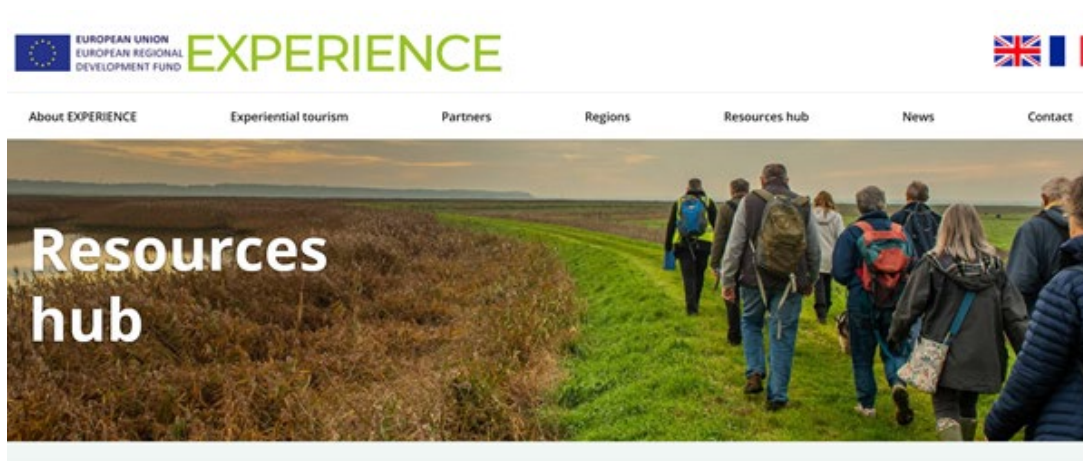 EUROPEAN UNION
EUROPEAN REGIONAL
DEVELOPMENT FUND
EXPERIENCE
About EXPERIENCE Experiential tourism Partners Regions Resources hub News Contact
Resources
hub